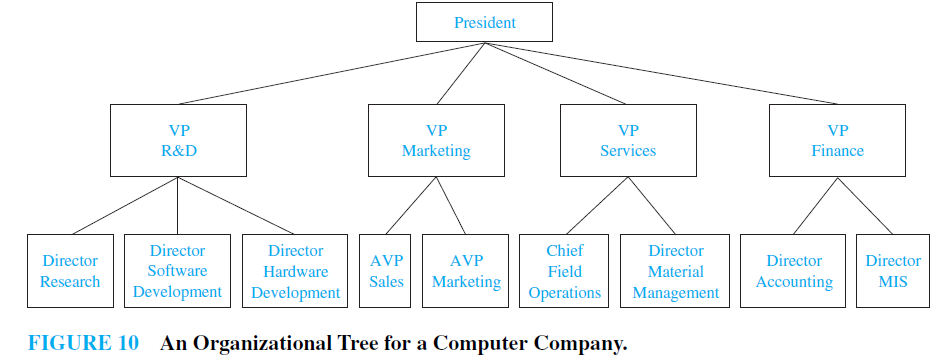 President
VP
R&D
VP
Marketing
VP
Services
VP
Finance
Director
Research
Director
Software
Development
Director
Hardware
Development
AVP
Sales
AVP
Marketing
Chief
Field
Operations
Director
Material
Management
Director
Accounting
Director
MIS
FIGURE 10 An Organizational Tree for a Computer Company.